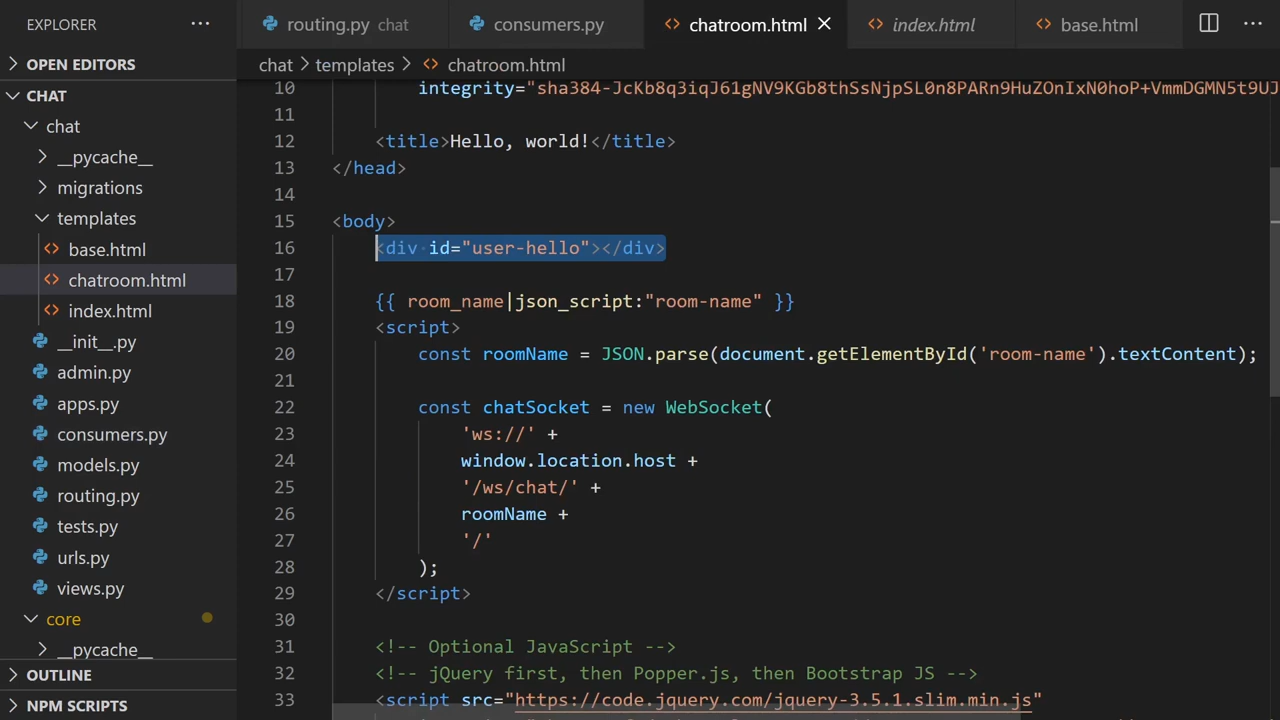 EXPLORER
...
routing.py chat
consumers.py
chatroom.html
index.html
base.html
...
OPEN EDITORS
chat > templates > chatroom.html
CHAT
chat
__pycache__
migrations
templates
base.html
chatroom.html
index.html
__init__.py
admin.py
apps.py
consumers.py
models.py
routing.py
tests.py
urls.py
views.py
core
__pycache__
OUTLINE
NPM SCRIPTS
10 integrity="sha384-JcKb8q3iqJ61gNV9KGb8thSsNjpSL0n8PARn9HuZOnIxN0hoP+VmmDGMN5t9UJ
11
12 <title>Hello, world!</title>
13 </head>
14
15 <body>
16 <div id="user-hello"></div>
17
18 {{ room_name|json_script:"room-name" }}
19 <script>
20 const roomName = JSON.parse(document.getElementById('room-name').textContent);
21
22 const chatSocket = new WebSocket(
23 'ws://' +
24 window.location.host +
25 '/ws/chat/' +
26 roomName +
27 '/'
28 );
29 </script>
30
31 <!-- Optional JavaScript -->
32 <!-- jQuery first, then Popper.js, then Bootstrap JS -->
33 <script src="https://code.jquery.com/jquery-3.5.1.slim.min.js"